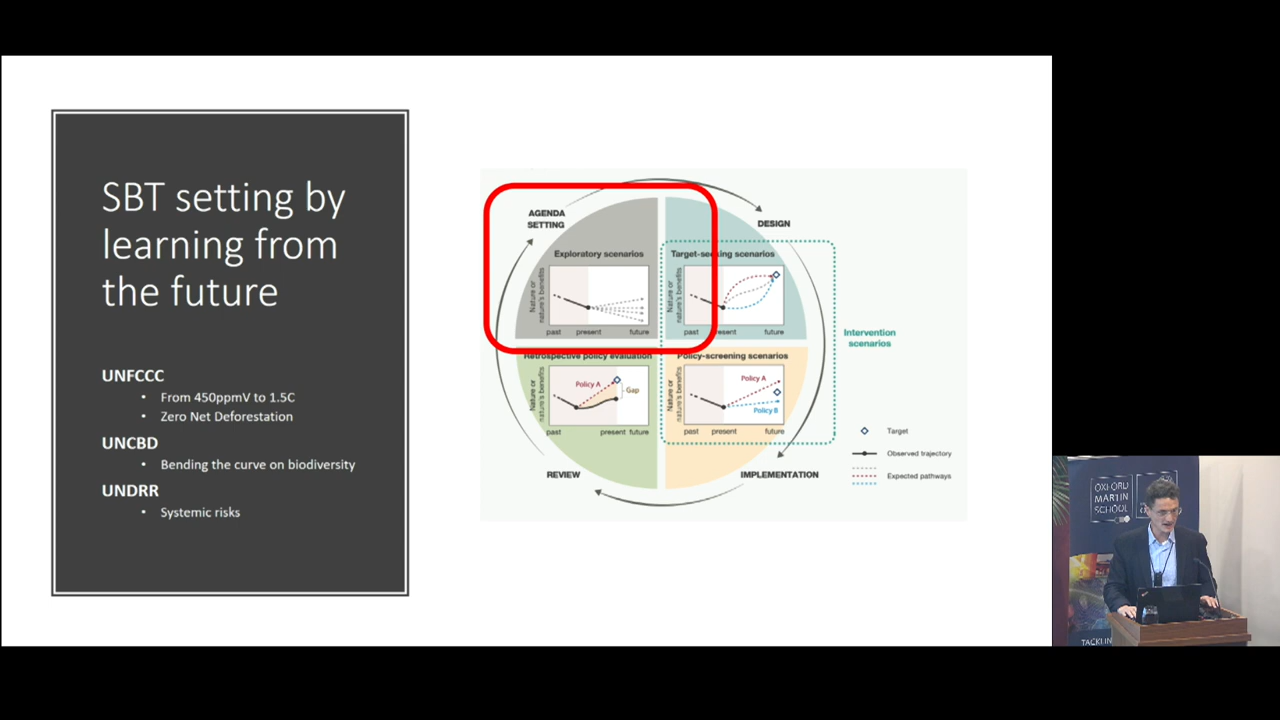 SBT setting by
learning from
the future
UNFCCC
• From 450ppmV to 1.5C
• Zero Net Deforestation
UNCBD
• Bending the curve on biodiversity
UNDRR
• Systemic risks
AGENDA
SETTING
DESIGN
Exploratory scenarios
Nature or
nature's benefits
past present future
Target-seeking scenarios
Nature or
nature's benefits
past present future
Intervention
scenarios
Retrospective policy evaluation
Nature or
nature's benefits
Policy A
Gap
past present future
Policy-screening scenarios
Nature or
nature's benefits
Policy A
Policy B
past present future
REVIEW
IMPLEMENTATION
Target
Observed trajectory
Expected pathways
OXFORD
MARTIN
SCHOOL
TACKLIN